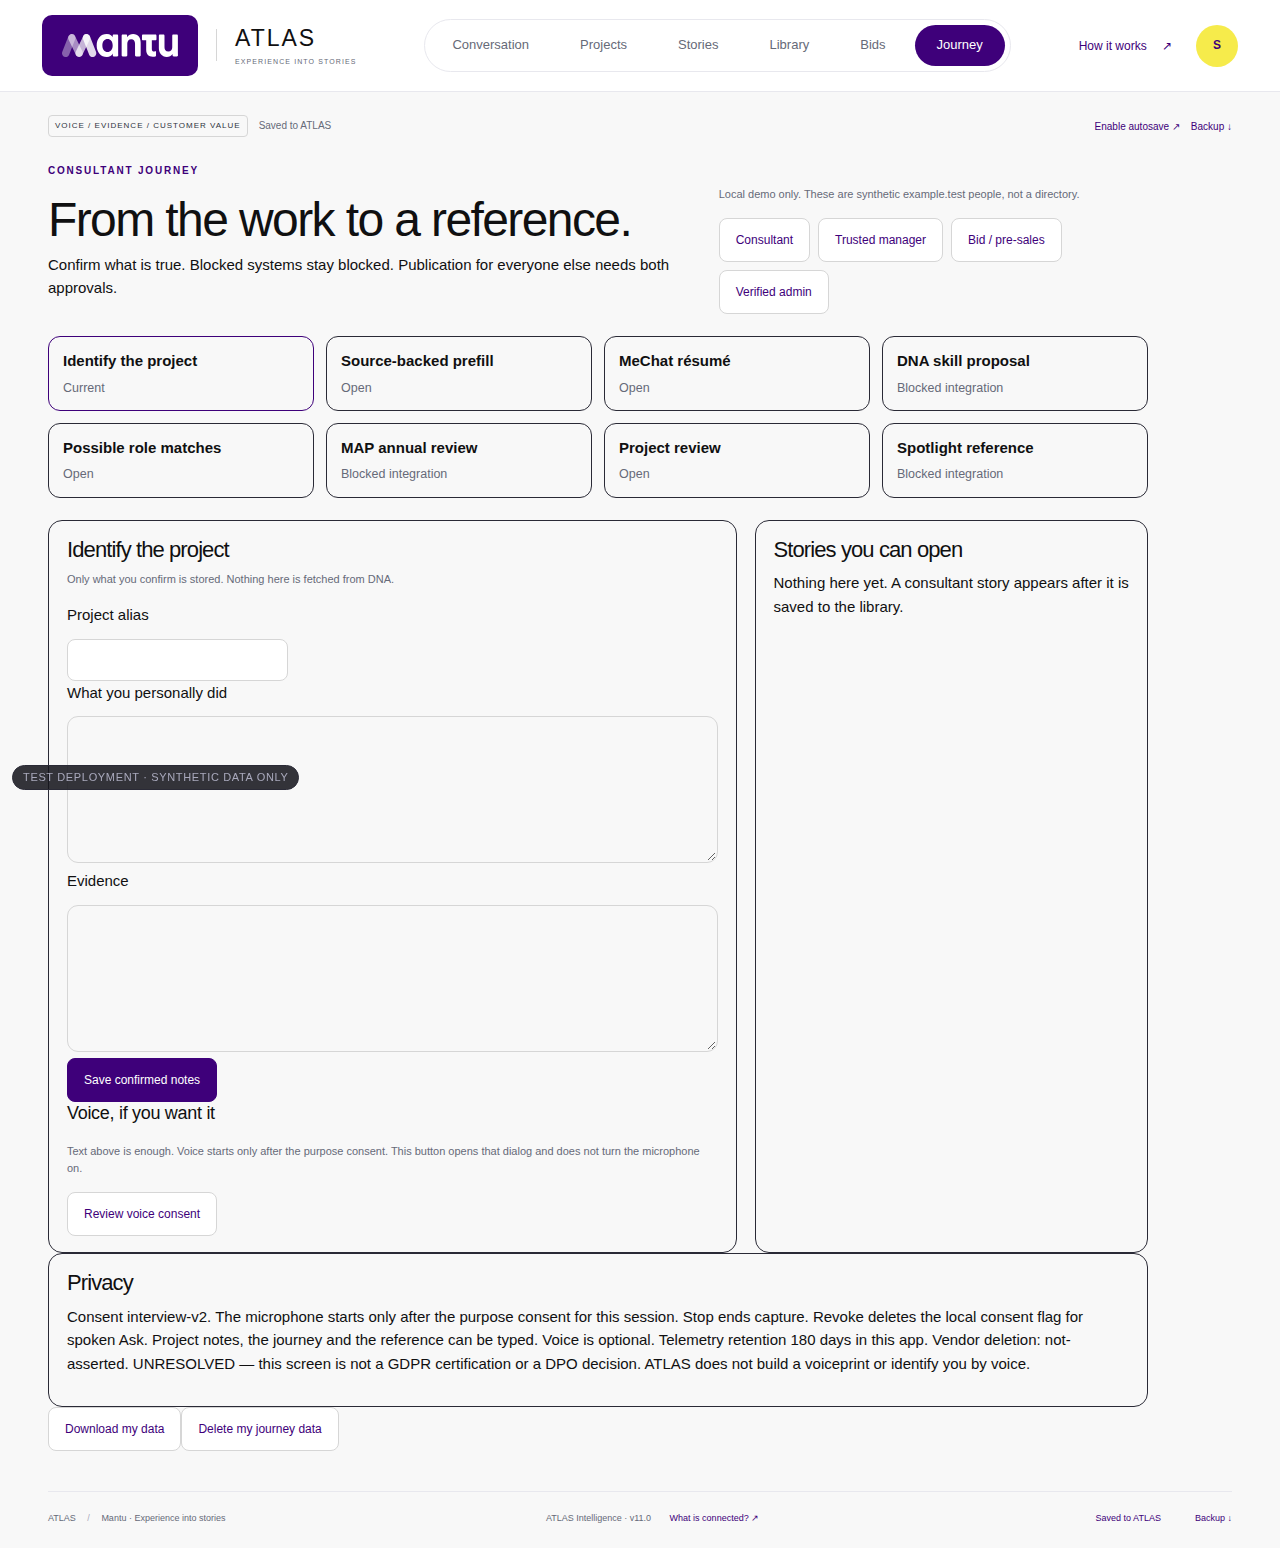 mantu
ATLAS
EXPERIENCE INTO STORIES
Conversation
Projects
Stories
Library
Bids
Journey
How it works ↗
S
VOICE / EVIDENCE / CUSTOMER VALUE
Saved to ATLAS
Enable autosave ↗
Backup ↓
CONSULTANT JOURNEY
From the work to a reference.
Confirm what is true. Blocked systems stay blocked. Publication for everyone else needs both
approvals.
Local demo only. These are synthetic example.test people, not a directory.
Consultant
Trusted manager
Bid / pre-sales
Verified admin
Identify the project
Current
Source-backed prefill
Open
MeChat résumé
Open
DNA skill proposal
Blocked integration
Possible role matches
Open
MAP annual review
Blocked integration
Project review
Open
Spotlight reference
Blocked integration
Identify the project
Only what you confirm is stored. Nothing here is fetched from DNA.
Project alias
What you personally did
TEST DEPLOYMENT · SYNTHETIC DATA ONLY
Evidence
Save confirmed notes
Voice, if you want it
Text above is enough. Voice starts only after the purpose consent. This button opens that dialog and does not turn the microphone
on.
Review voice consent
Stories you can open
Nothing here yet. A consultant story appears after it is
saved to the library.
Privacy
Consent interview-v2. The microphone starts only after the purpose consent for this session. Stop ends capture. Revoke deletes the local consent flag for
spoken Ask. Project notes, the journey and the reference can be typed. Voice is optional. Telemetry retention 180 days in this app. Vendor deletion: not-
asserted. UNRESOLVED — this screen is not a GDPR certification or a DPO decision. ATLAS does not build a voiceprint or identify you by voice.
Download my data
Delete my journey data
ATLAS / Mantu · Experience into stories
ATLAS Intelligence · v11.0
What is connected? ↗
Saved to ATLAS
Backup ↓